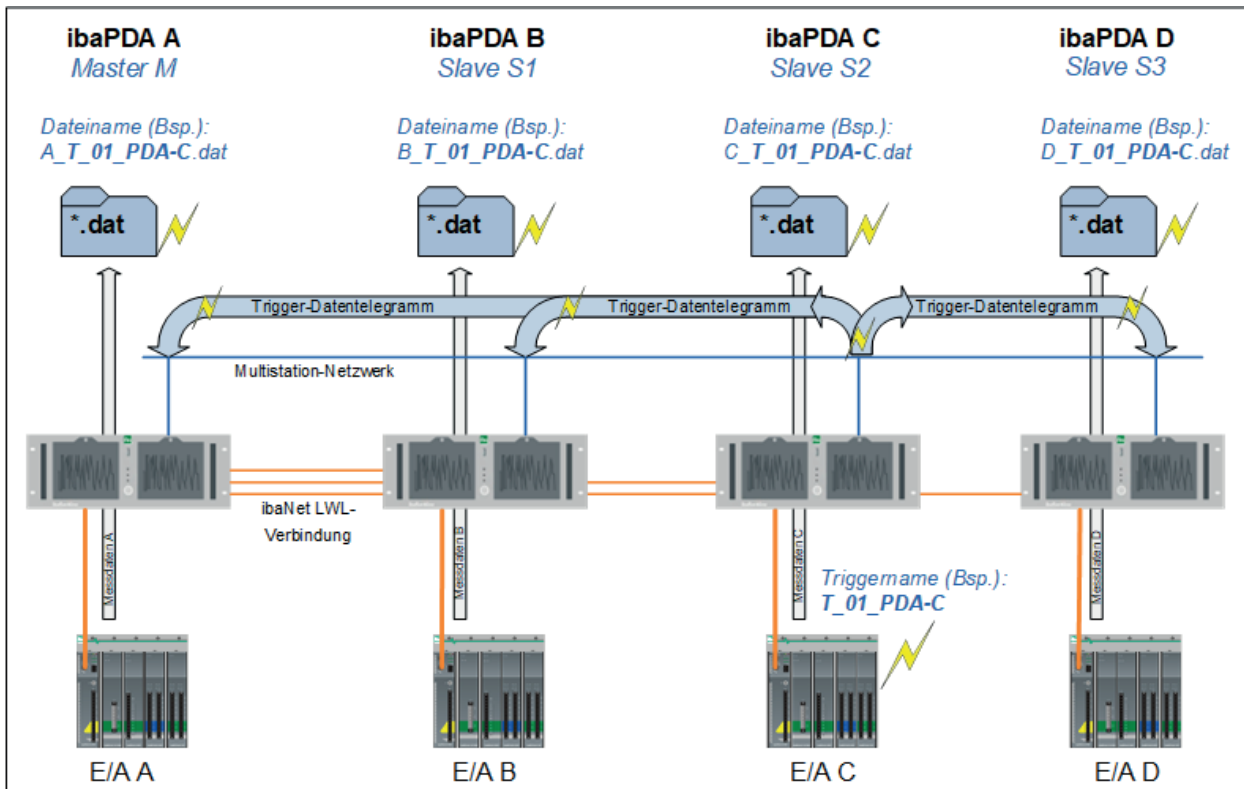 ibaPDA A
Master M
ibaPDA B
Slave S1
ibaPDA C
Slave S2
ibaPDA D
Slave S3
Dateiname (Bsp.):
A_T_01_PDA-C.dat
Dateiname (Bsp.):
B_T_01_PDA-C.dat
Dateiname (Bsp.):
C_T_01_PDA-C.dat
Dateiname (Bsp.):
D_T_01_PDA-C.dat
*.dat
*.dat
*.dat
*.dat
Trigger-Datentelegramm
Trigger-Datentelegramm
Trigger-Datentelegramm
Multistation-Netzwerk
ibaNet LWL-
Verbindung
Messdaten A
Messdaten B
Messdaten C
Messdaten D
Triggername (Bsp.):
T_01_PDA-C
E/A A
E/A B
E/A C
E/A D